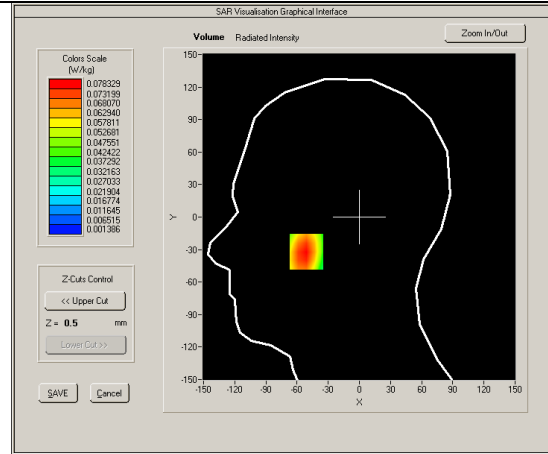 SAR Visualisation Graphical Interface
Volume Radiated Intensity
Zoom In/Out
Colors Scale
(W/kg)
0.078329
0.073199
0.068070
0.062940
0.057811
0.052681
0.047551
0.042422
0.037292
0.032163
0.027033
0.021904
0.016774
0.011645
0.006515
0.001386
Z-Cuts Control
<< Upper Cut
Z = 0.5 mm
Lower Cut >>
SAVE
Cancel
150
120
90
60
30
0
-30
-60
-90
-120
-150
Y
-150 -120 -90 -60 -30 0 30 60 90 120 150
X